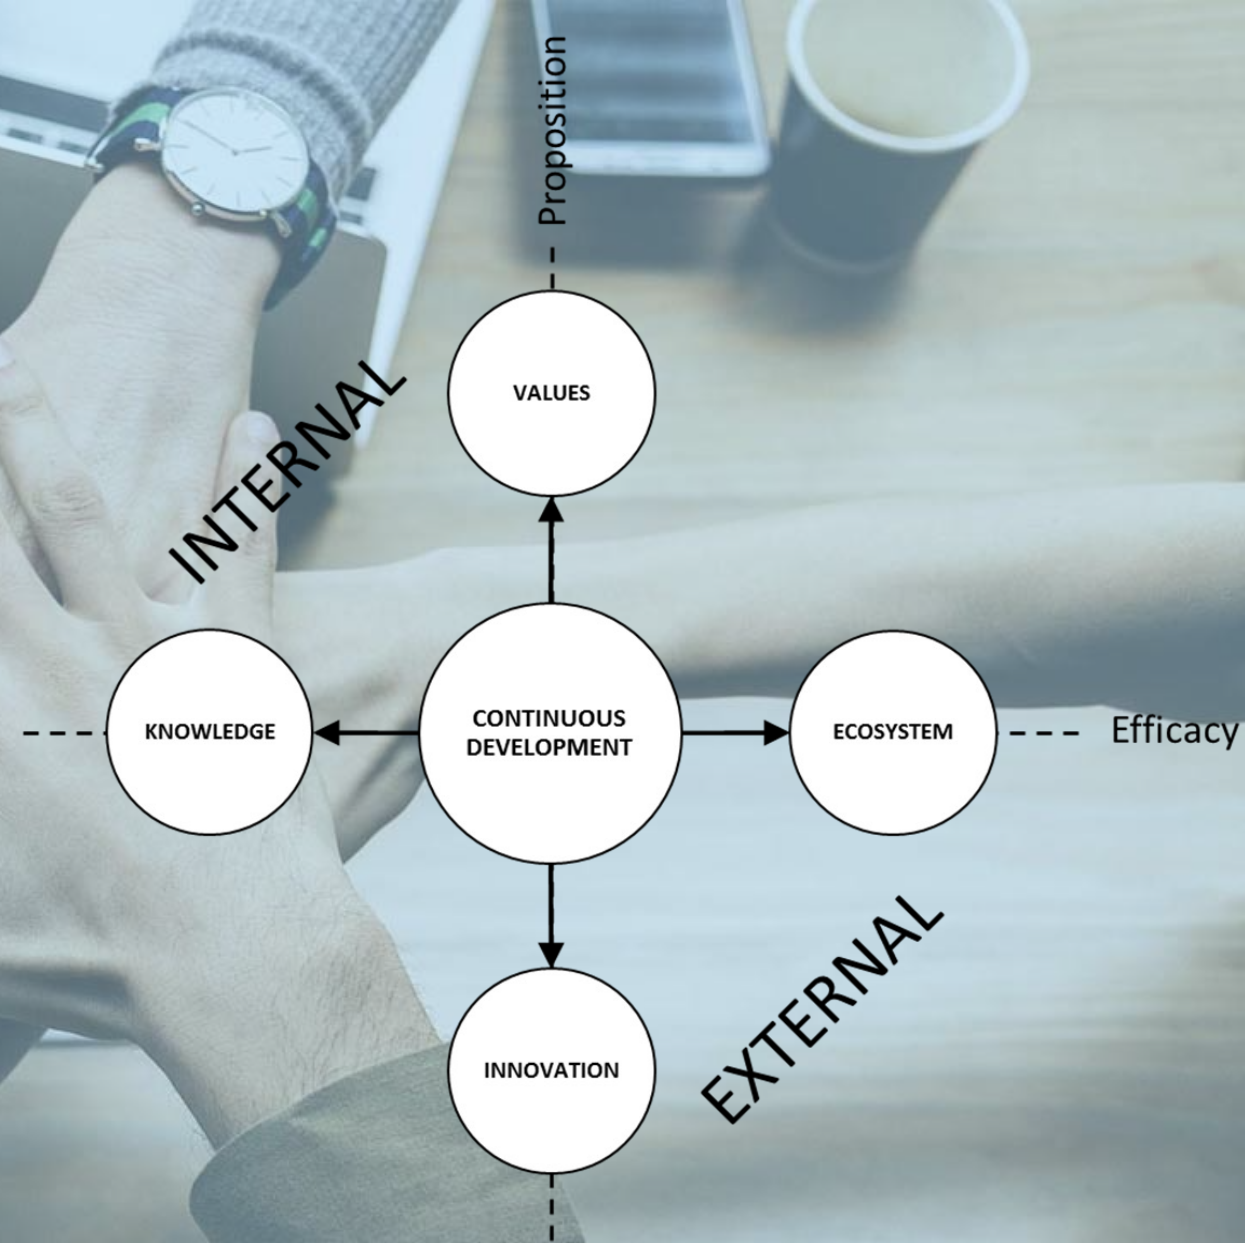 Proposition
VALUES
INTERNAL
KNOWLEDGE
CONTINUOUS
DEVELOPMENT
ECOSYSTEM
Efficacy
EXTERNAL
INNOVATION